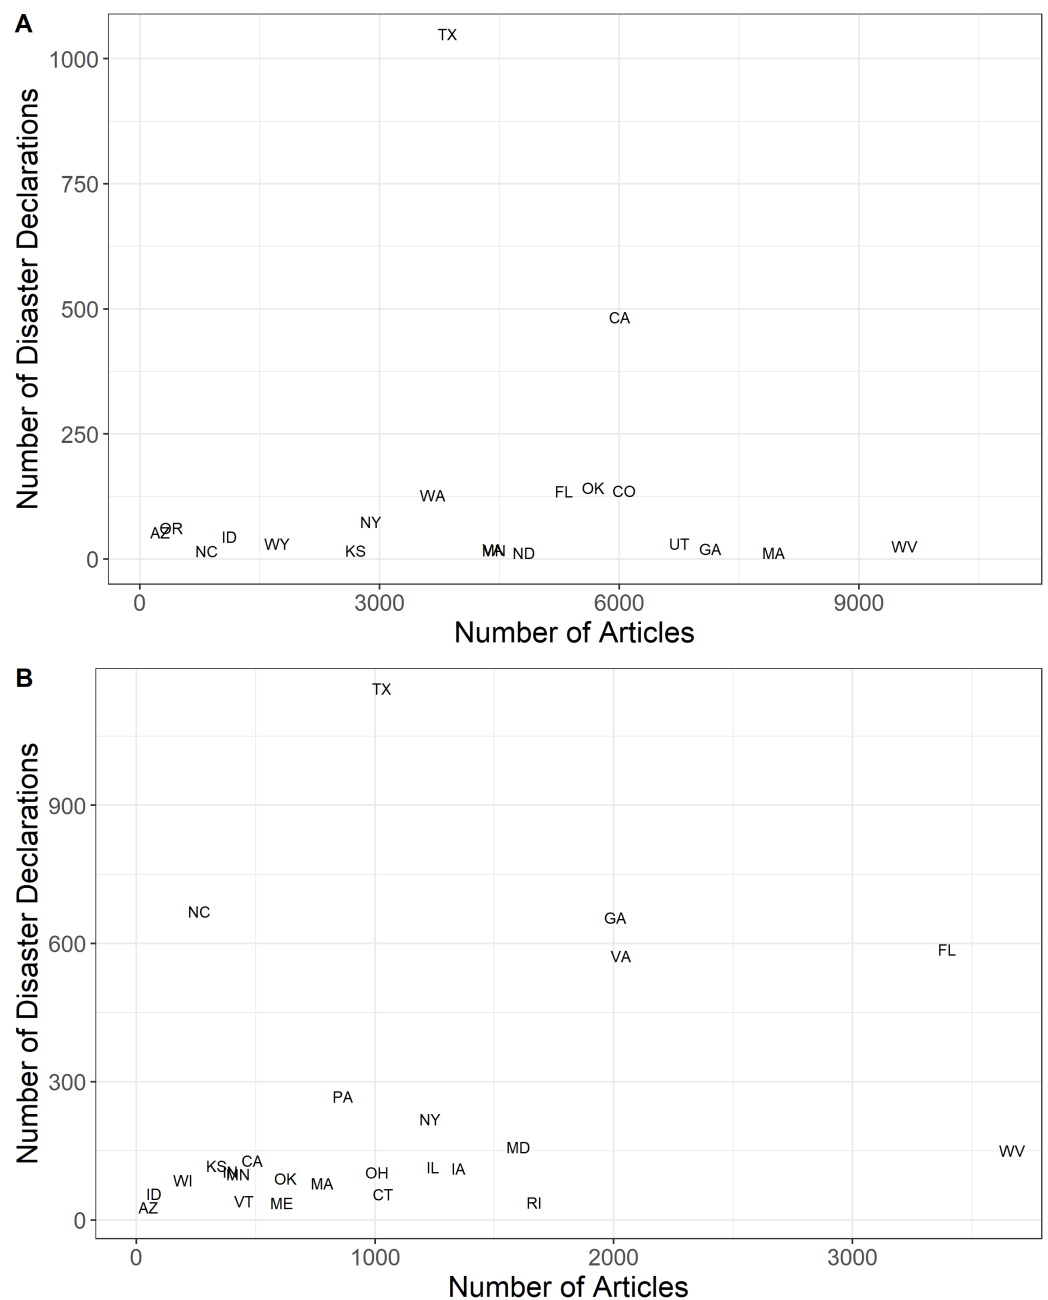 A
Number of Disaster Declarations
1000
750
500
250
0
TX
CA
WA
FL
OK
CO
NY
AZ
OR
ID
NC
WY
KS
MN
ND
UT
GA
MA
WV
0 3000 6000 9000
Number of Articles
B
Number of Disaster Declarations
900
600
300
0
TX
NC
GA
VA
FL
PA
NY
MD
WV
KS
IN
MN
CA
WI
OK
MA
OH
IL
IA
ID
AZ
VT
ME
CT
RI
0 1000 2000 3000
Number of Articles